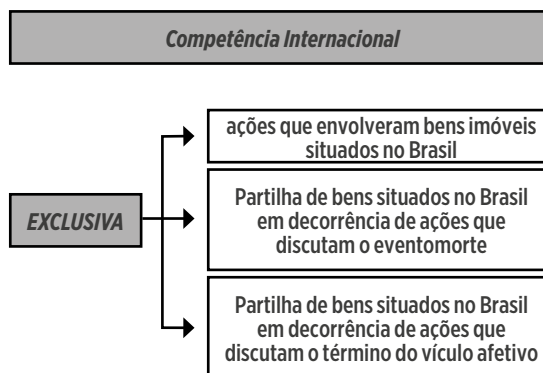 Competência Internacional
ações que envolveram bens imóveis
situados no Brasil
EXCLUSIVA
Partilha de bens situados no Brasil
em decorrência de ações que
discutam o eventomorte
Partilha de bens situados no Brasil
em decorrência de ações que
discutam o término do vículo afetivo